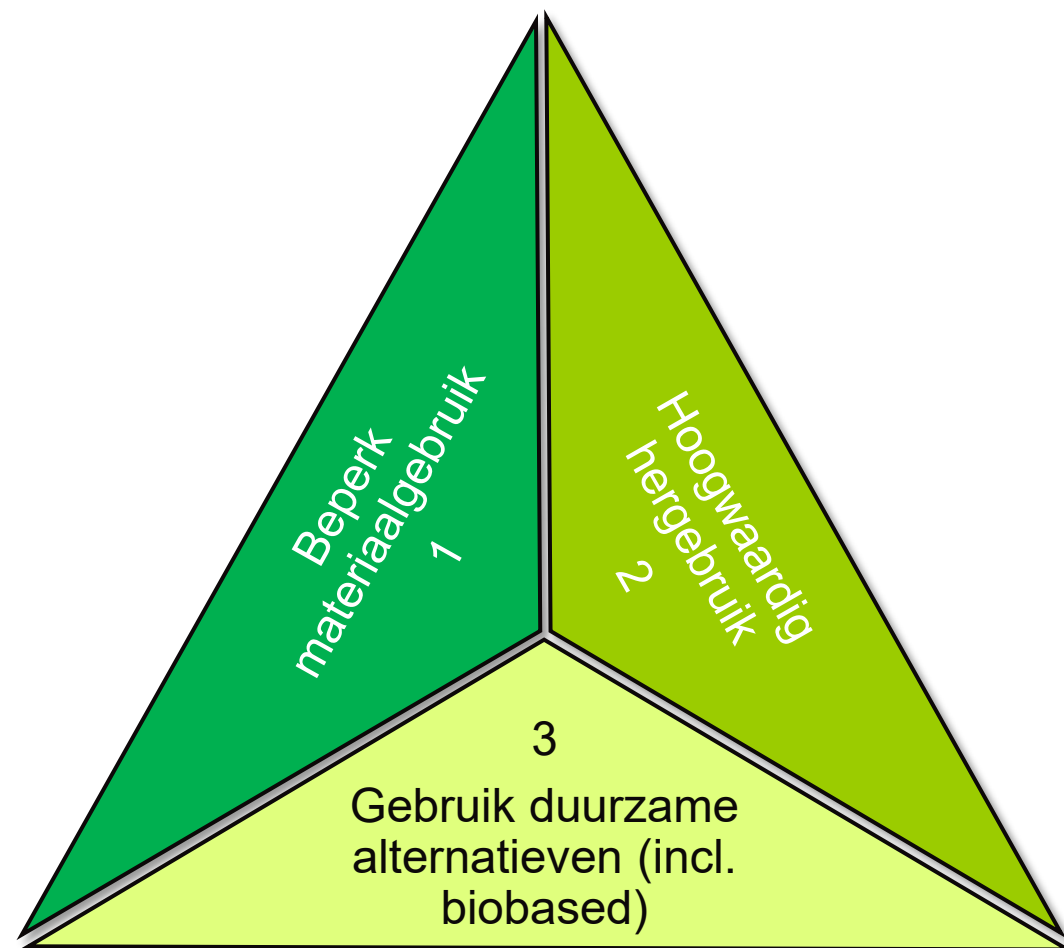 Beperk
materiaalgebruik
1
Hoogwaardig
hergebruik
2
3
Gebruik duurzame
alternatieven (incl.
biobased)